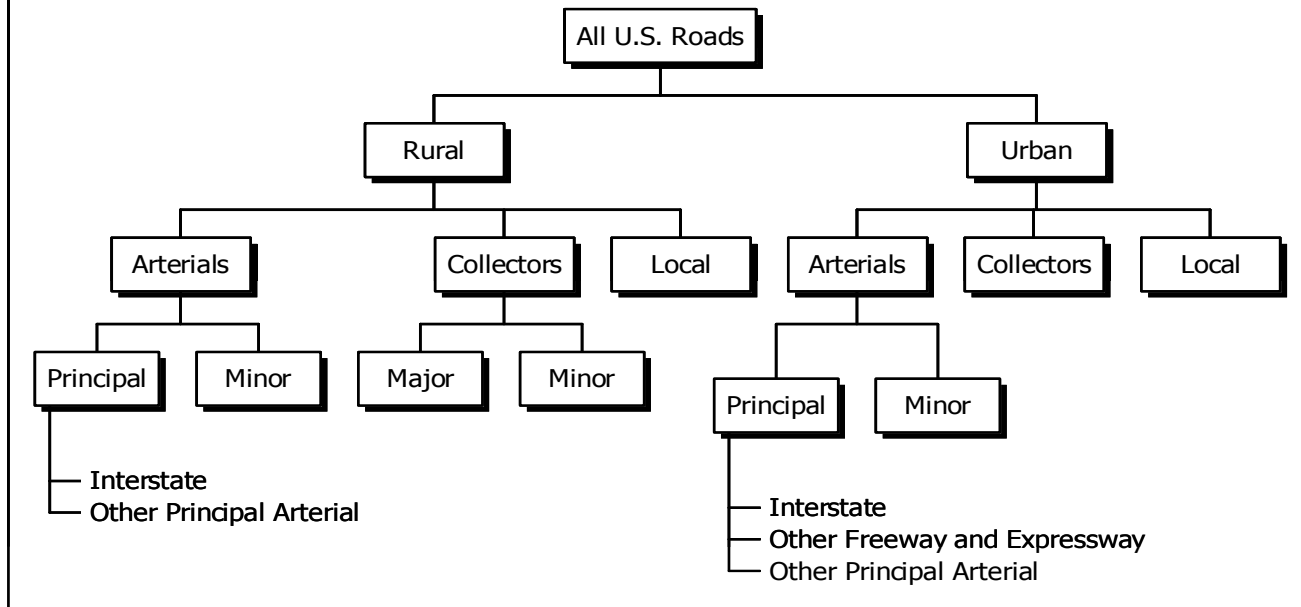 All U.S. Roads
Rural
Urban
Arterials
Collectors
Local
Arterials
Collectors
Local
Principal
Minor
Major
Minor
Principal
Minor
Interstate
Other Principal Arterial
Interstate
Other Freeway and Expressway
Other Principal Arterial